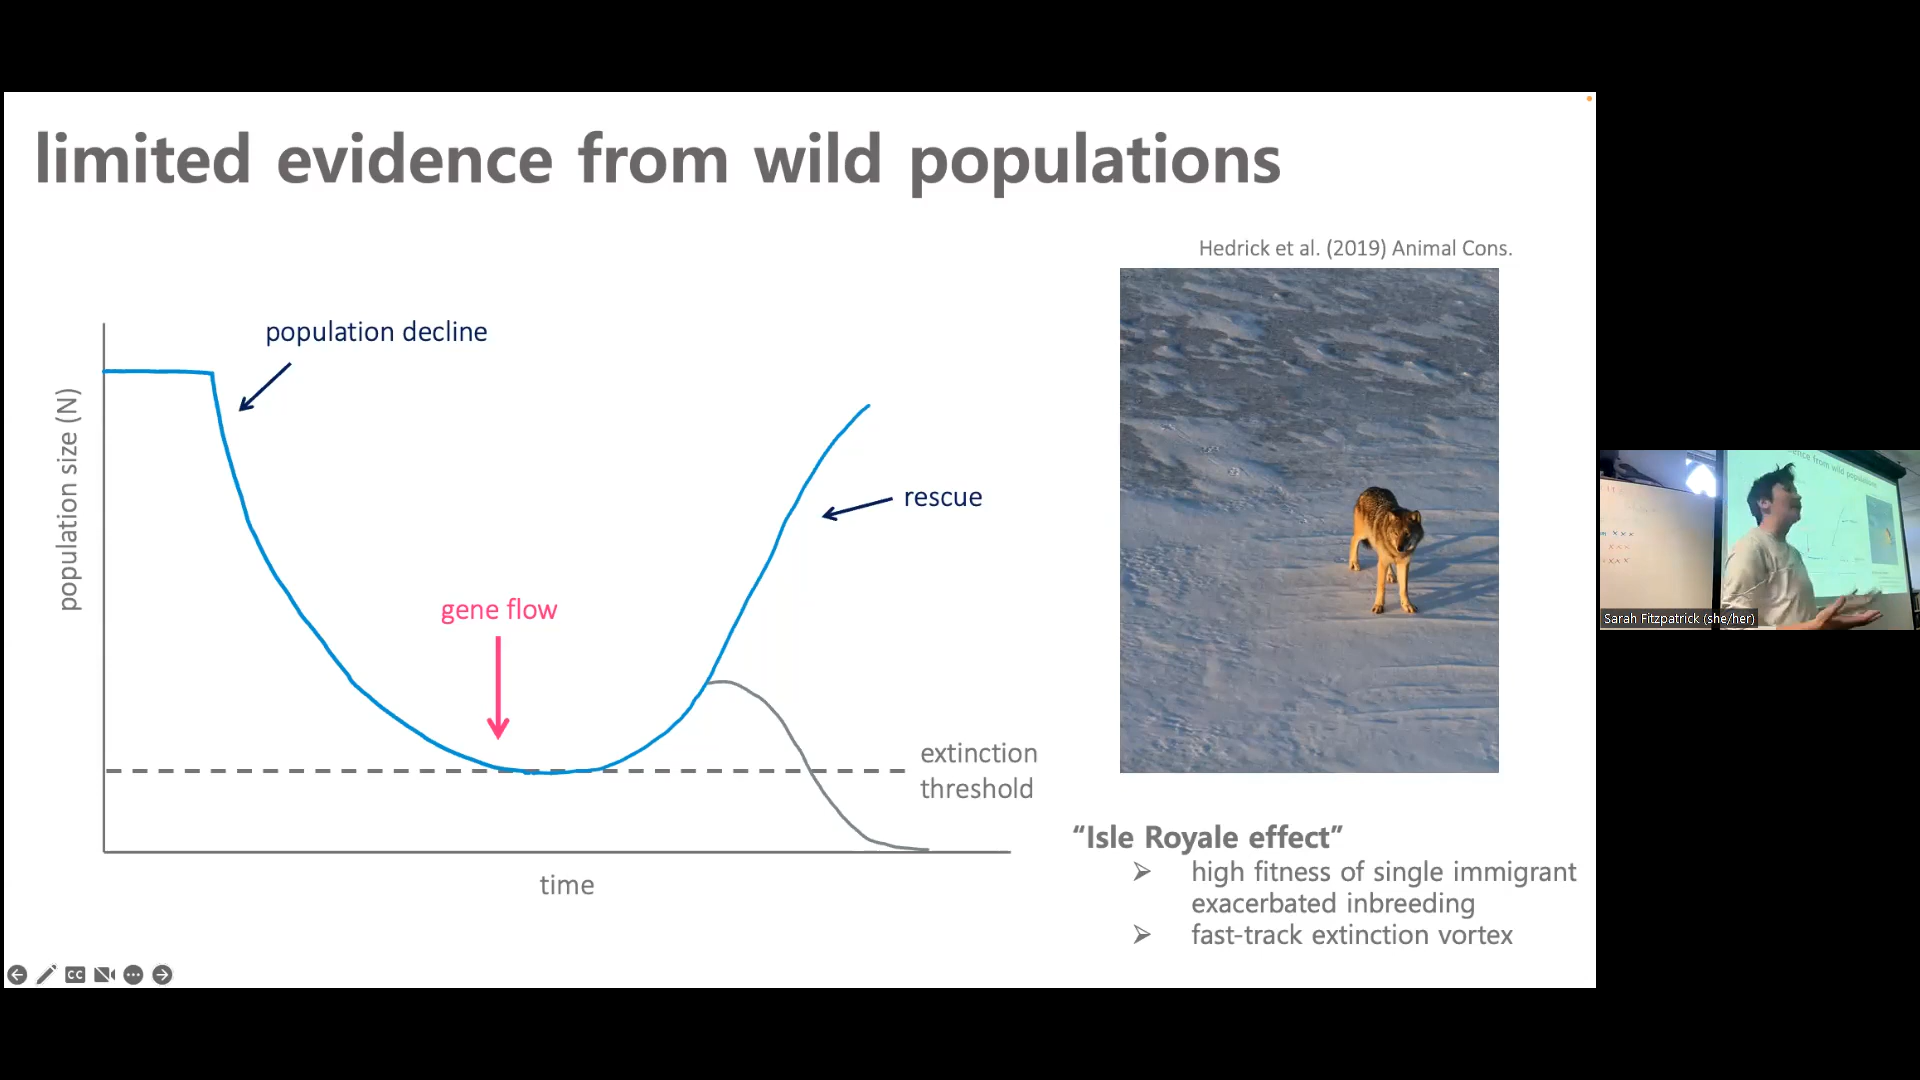 limited evidence from wild populations
Hedrick et al. (2019) Animal Cons.
population decline
population size (N)
rescue
gene flow
extinction
threshold
time
“Isle Royale effect”
➢ high fitness of single immigrant
exacerbated inbreeding
➢ fast-track extinction vortex
CC
Sarah Fitzpatrick (she/her)